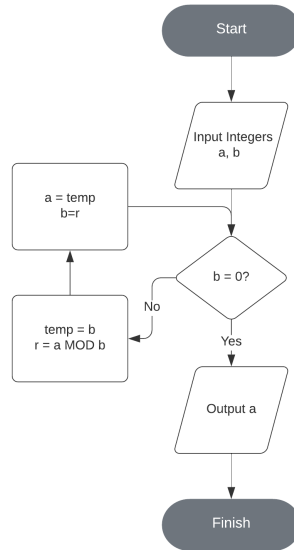 Start
Input Integers
a, b
a = temp
b=r
b = 0?
No
temp = b
r = a MOD b
Yes
Output a
Finish